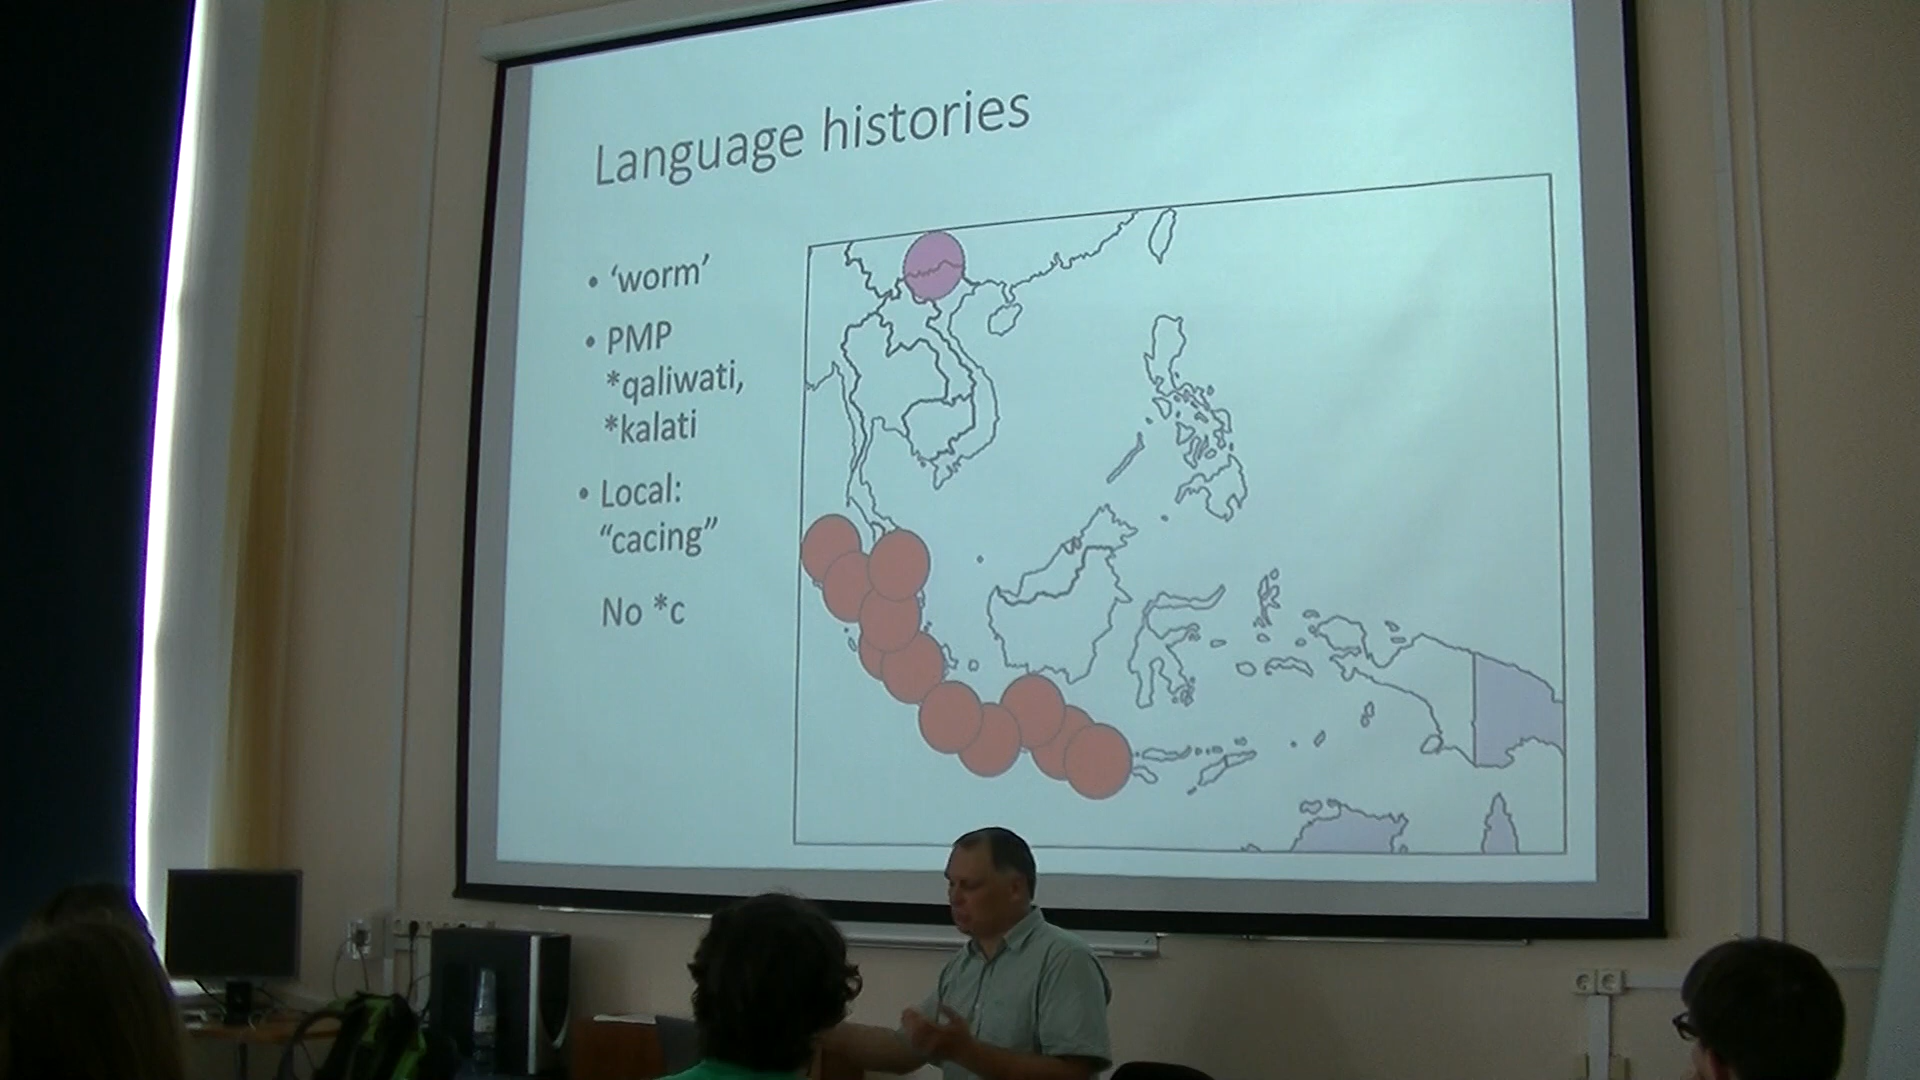 Language histories
• ‘worm’
• PMP
*qaliwati,
*kalati
• Local:
“cacing”
No *c